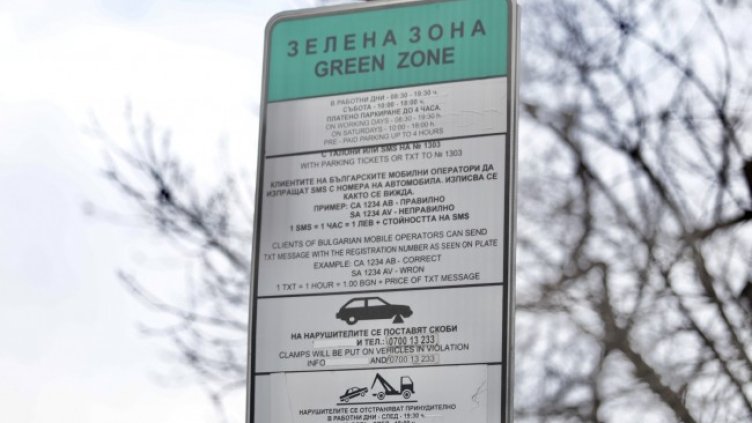 ЗЕЛЕНА ЗОНА
GREEN ZONE
В РАБОТНИ ДНИ - 08:30 - 19:30 ч.
СЪБОТА - 10:00 - 18:00 ч.
ПЛАТЕНО ПАРКИРАНЕ ДО 4 ЧАСА.
ON WORKING DAYS - 08:30 - 19:30 h.
ON SATURDAYS - 10:00 - 18:00 h.
PRE - PAID PARKING UP TO 4 HOURS
С ТАЛОНИ ИЛИ SMS НА № 1303
WITH PARKING TICKETS OR TXT TO № 1303
КЛИЕНТИТЕ НА БЪЛГАРСКИТЕ МОБИЛНИ ОПЕРАТОРИ ДА
ИЗПРАЩАТ SMS С НОМЕРА НА АВТОМОБИЛА. ИЗПИСВА СЕ
КАКТО СЕ ВИЖДА.
ПРИМЕР: СА 1234 АВ - ПРАВИЛНО
SA 1234 AV - НЕПРАВИЛНО
1 SMS = 1 ЧАС = 1 ЛЕВ + СТОЙНОСТТА НА SMS
CLIENTS OF BULGARIAN MOBILE OPERATORS CAN SEND
TXT MESSAGE WITH THE REGISTRATION NUMBER AS SEEN ON PLATE
EXAMPLE: CA 1234 AB - CORRECT
SA 1234 AV - WRON
1 TXT = 1 HOUR = 1.00 BGN + PRICE OF TXT MESSAGE
НА НАРУШИТЕЛИТЕ СЕ ПОСТАВЯТ СКОБИ
И ТЕЛ.: 0700 13 233
CLAMPS WILL BE PUT ON VEHICLES IN VIOLATION
INFO AND 0700 13 233
НАРУШИТЕЛИТЕ СЕ ОТСТРАНЯВАТ ПРИНУДИТЕЛНО
В РАБОТНИ ДНИ - СЛЕД - 19:30 ч.